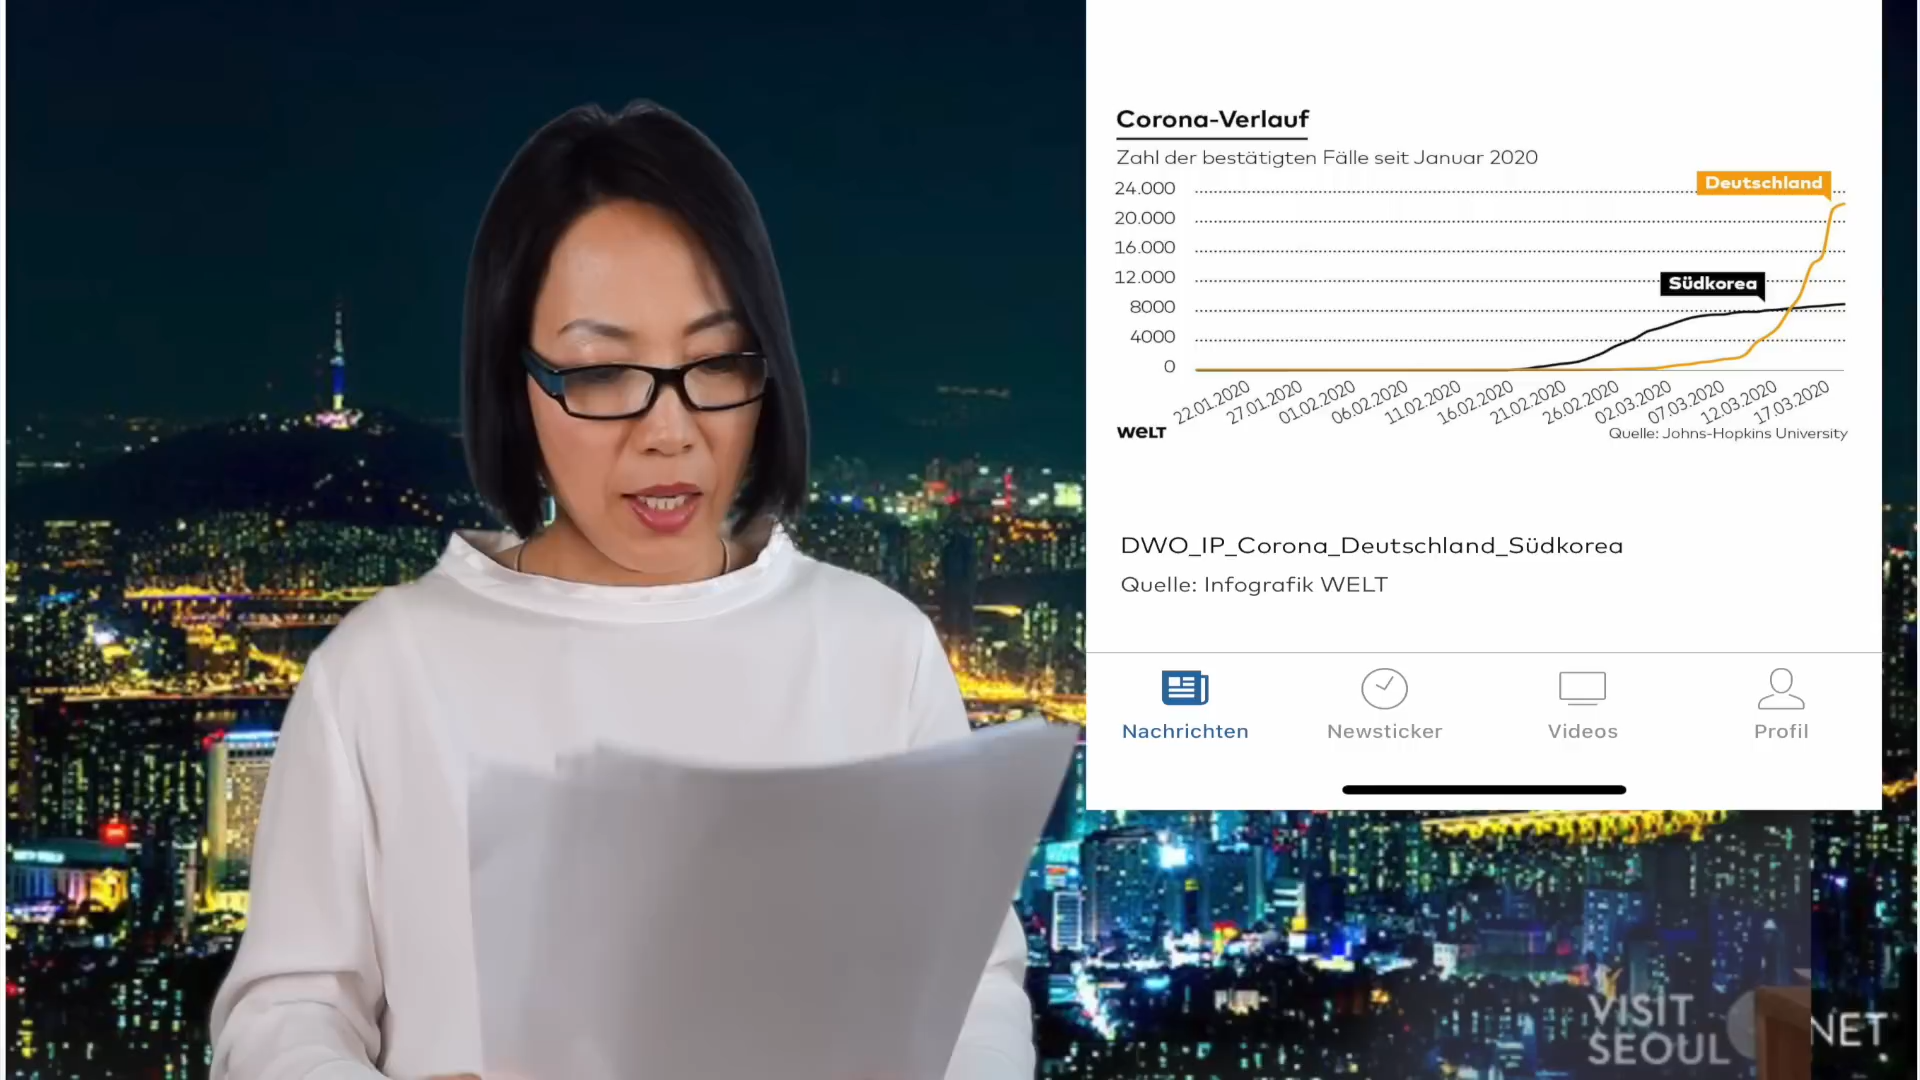 Corona-Verlauf
Zahl der bestätigten Fälle seit Januar 2020
24.000
20.000
16.000
12.000
8000
4000
0
Deutschland
Südkorea
22.01.2020
27.01.2020
01.02.2020
06.02.2020
11.02.2020
16.02.2020
21.02.2020
26.02.2020
02.03.2020
07.03.2020
12.03.2020
17.03.2020
WELT
Quelle: Johns-Hopkins University
DWO_IP_Corona_Deutschland_Südkorea
Quelle: Infografik WELT
Nachrichten
Newsticker
Videos
Profil
VISIT
SEOUL
NET